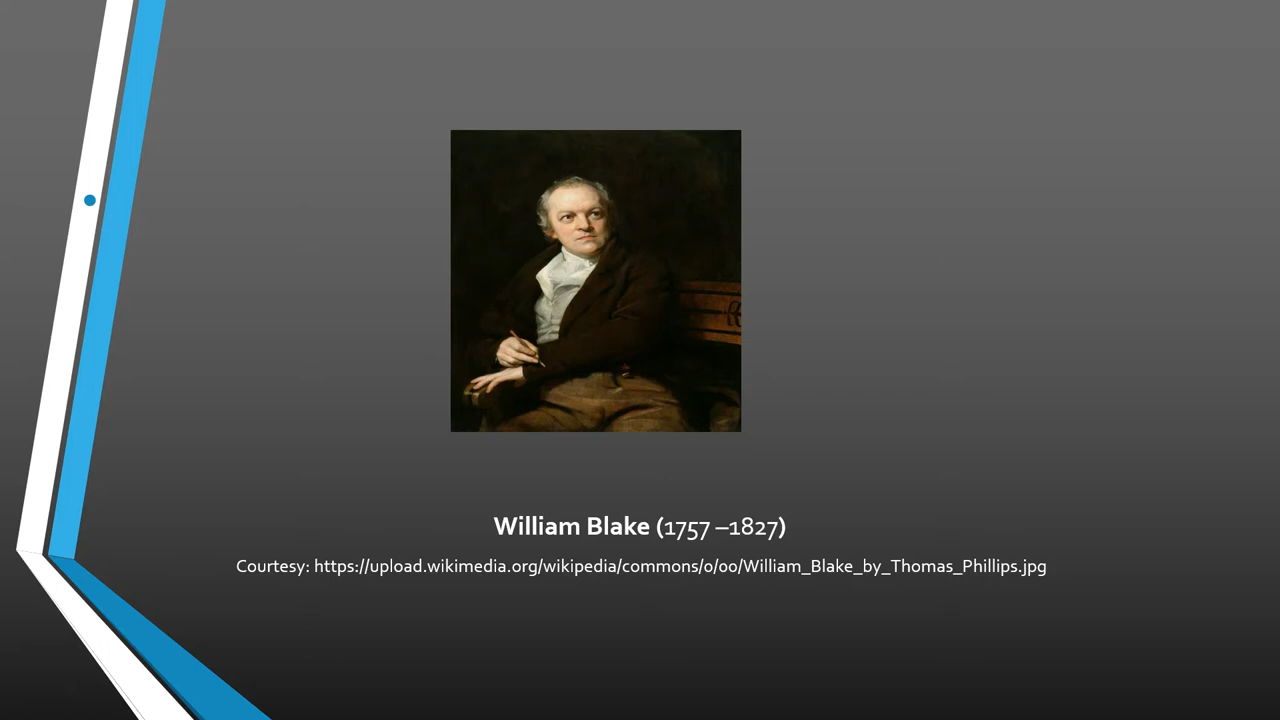 William Blake (1757 –1827)
Courtesy: https://upload.wikimedia.org/wikipedia/commons/0/00/William_Blake_by_Thomas_Phillips.jpg